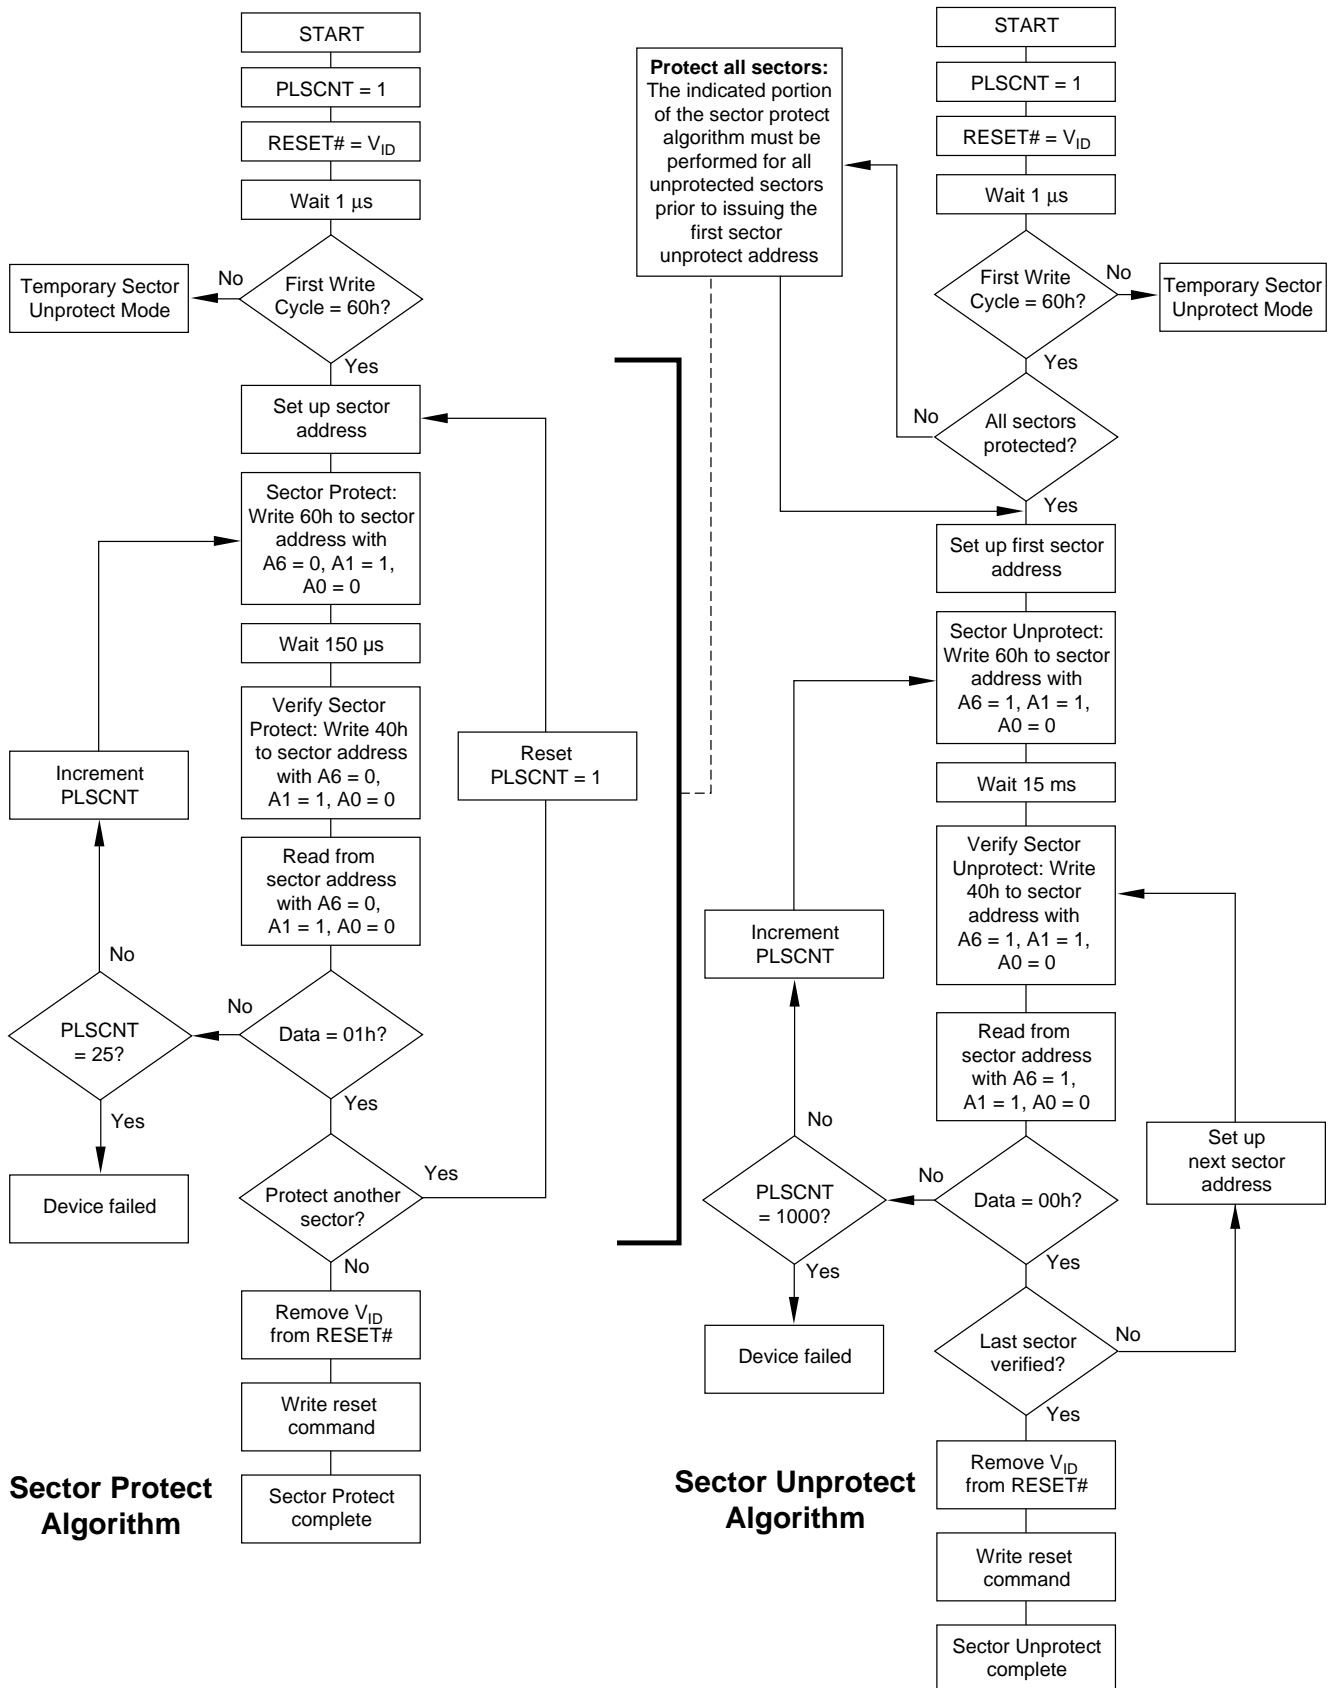 START
PLSCNT = 1
RESET# = VID
Wait 1 μs
First Write
Cycle = 60h?
No
Temporary Sector
Unprotect Mode
Yes
Set up sector
address
Sector Protect:
Write 60h to sector
address with
A6 = 0, A1 = 1,
A0 = 0
Wait 150 µs
Verify Sector
Protect: Write 40h
to sector address
with A6 = 0,
A1 = 1, A0 = 0
Reset
PLSCNT = 1
Increment
PLSCNT
Read from
sector address
with A6 = 0,
A1 = 1, A0 = 0
No
No
PLSCNT
= 25?
Data = 01h?
Yes
Yes
Device failed
Protect another
sector?
Yes
No
Remove VID
from RESET#
Write reset
command
Sector Protect
complete
Sector Protect
Algorithm
Protect all sectors:
The indicated portion
of the sector protect
algorithm must be
performed for all
unprotected sectors
prior to issuing the
first sector
unprotect address
START
PLSCNT = 1
RESET# = VID
Wait 1 μs
First Write
Cycle = 60h?
No
Temporary Sector
Unprotect Mode
Yes
No
All sectors
protected?
Yes
Set up first sector
address
Sector Unprotect:
Write 60h to sector
address with
A6 = 1, A1 = 1,
A0 = 0
Wait 15 ms
Verify Sector
Unprotect: Write
40h to sector
address with
A6 = 1, A1 = 1,
A0 = 0
Increment
PLSCNT
Read from
sector address
with A6 = 1,
A1 = 1, A0 = 0
No
Set up
next sector
address
No
PLSCNT
= 1000?
Data = 00h?
Yes
Yes
Device failed
Last sector
verified?
No
Yes
Remove VID
from RESET#
Sector Unprotect
Algorithm
Write reset
command
Sector Unprotect
complete